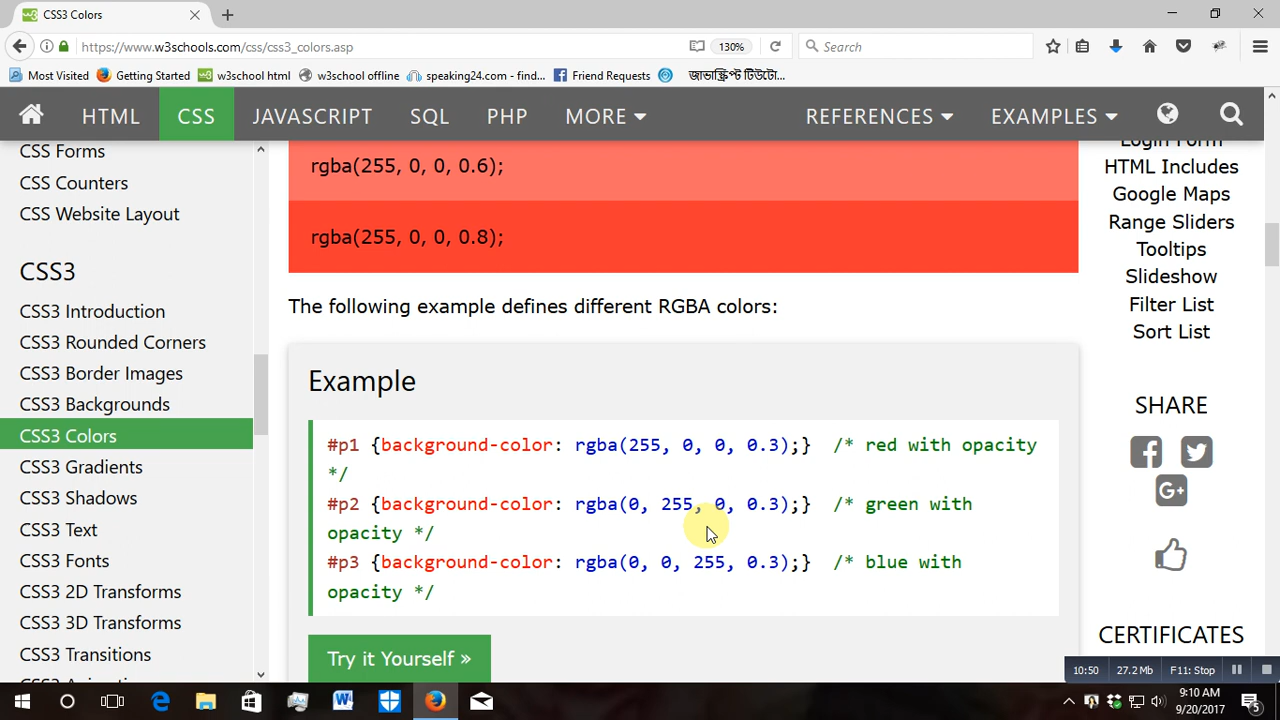 CSS3 Colors
https://www.w3schools.com/css/css3_colors.asp
130%
Search
Most Visited
Getting Started
w3school html
w3school offline
speaking24.com - find...
Friend Requests
জাভাস্ক্রিপ্ট টিউটো...
HTML
CSS
JAVASCRIPT
SQL
PHP
MORE
REFERENCES
EXAMPLES
CSS Forms
CSS Counters
CSS Website Layout
CSS3
CSS3 Introduction
CSS3 Rounded Corners
CSS3 Border Images
CSS3 Backgrounds
CSS3 Colors
CSS3 Gradients
CSS3 Shadows
CSS3 Text
CSS3 Fonts
CSS3 2D Transforms
CSS3 3D Transforms
CSS3 Transitions
rgba(255, 0, 0, 0.6);
rgba(255, 0, 0, 0.8);
The following example defines different RGBA colors:
Example
#p1 {background-color: rgba(255, 0, 0, 0.3);} /* red with opacity
*/
#p2 {background-color: rgba(0, 255, 0, 0.3);} /* green with
opacity */
#p3 {background-color: rgba(0, 0, 255, 0.3);} /* blue with
opacity */
Try it Yourself »
Login Form
HTML Includes
Google Maps
Range Sliders
Tooltips
Slideshow
Filter List
Sort List
SHARE
G+
CERTIFICATES
10:50
27.2 Mb
F11: Stop
9:10 AM
9/20/2017
5